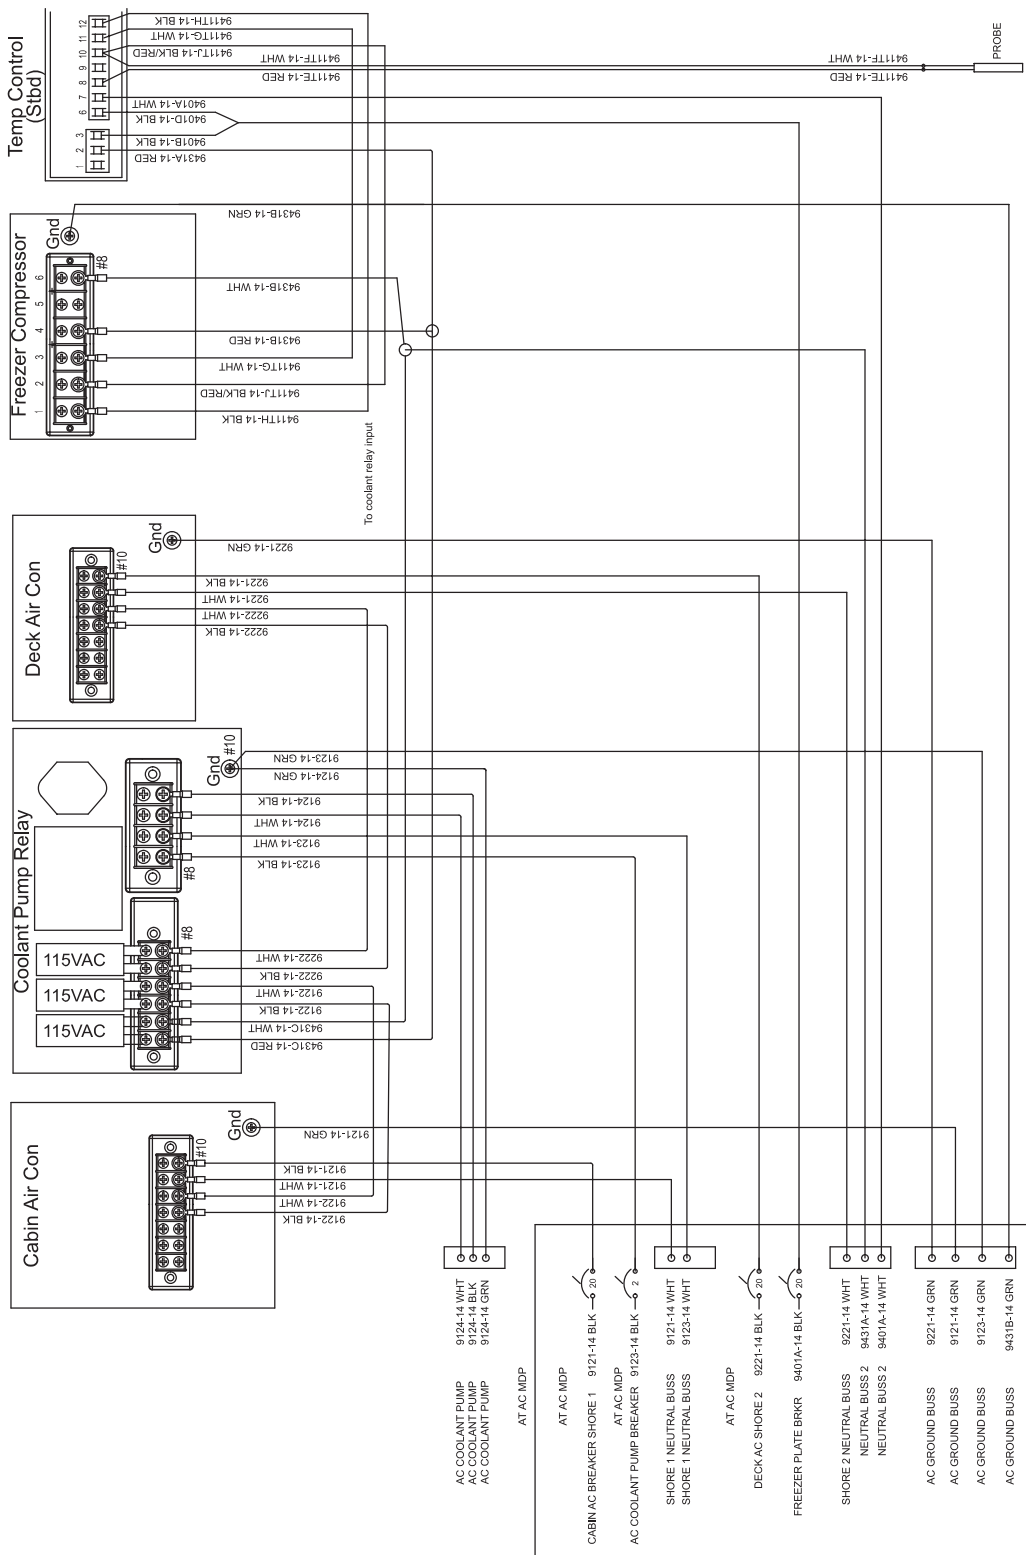 Temp Control
(Stbd)
12
11
10
9
8
7
6
3
2
1
9411TH-14 BLK
9411TG-14 WHT
9411TJ-14 BLK/RED
9411TF-14 WHT
9411TE-14 RED
9401A-14 WHT
9401D-14 BLK
9401B-14 BLK
9431A-14 RED
9411TF-14 WHT
9411TE-14 RED
PROBE
Freezer Compressor
Gnd
#8
6
5
4
3
2
1
9431B-14 GRN
9431B-14 WHT
9431B-14 RED
9411TG-14 WHT
9411TJ-14 BLK/RED
9411TH-14 BLK
To coolant relay input
Deck Air Con
Gnd
#10
9221-14 GRN
9221-14 BLK
9221-14 WHT
9222-14 WHT
9222-14 BLK
Coolant Pump Relay
Gnd
#10
#8
#8
115VAC
115VAC
115VAC
9123-14 GRN
9124-14 GRN
9124-14 BLK
9124-14 WHT
9123-14 WHT
9123-14 BLK
9222-14 WHT
9222-14 BLK
9122-14 WHT
9122-14 BLK
9431C-14 WHT
9431C-14 RED
Cabin Air Con
Gnd
#10
9121-14 GRN
9121-14 BLK
9121-14 WHT
9122-14 WHT
9122-14 BLK
AC COOLANT PUMP 9124-14 WHT
AC COOLANT PUMP 9124-14 BLK
AC COOLANT PUMP 9124-14 GRN
AT AC MDP
AT AC MDP
CABIN AC BREAKER SHORE 1 9121-14 BLK 20
AT AC MDP
AC COOLANT PUMP BREAKER 9123-14 BLK 2
SHORE 1 NEUTRAL BUSS 9121-14 WHT
SHORE 1 NEUTRAL BUSS 9123-14 WHT
AT AC MDP
DECK AC SHORE 2 9221-14 BLK 20
FREEZER PLATE BRKR 9401A-14 BLK 20
SHORE 2 NEUTRAL BUSS 9221-14 WHT
NEUTRAL BUSS 2 9431A-14 WHT
NEUTRAL BUSS 2 9401A-14 WHT
AC GROUND BUSS 9221-14 GRN
AC GROUND BUSS 9121-14 GRN
AC GROUND BUSS 9123-14 GRN
AC GROUND BUSS 9431B-14 GRN